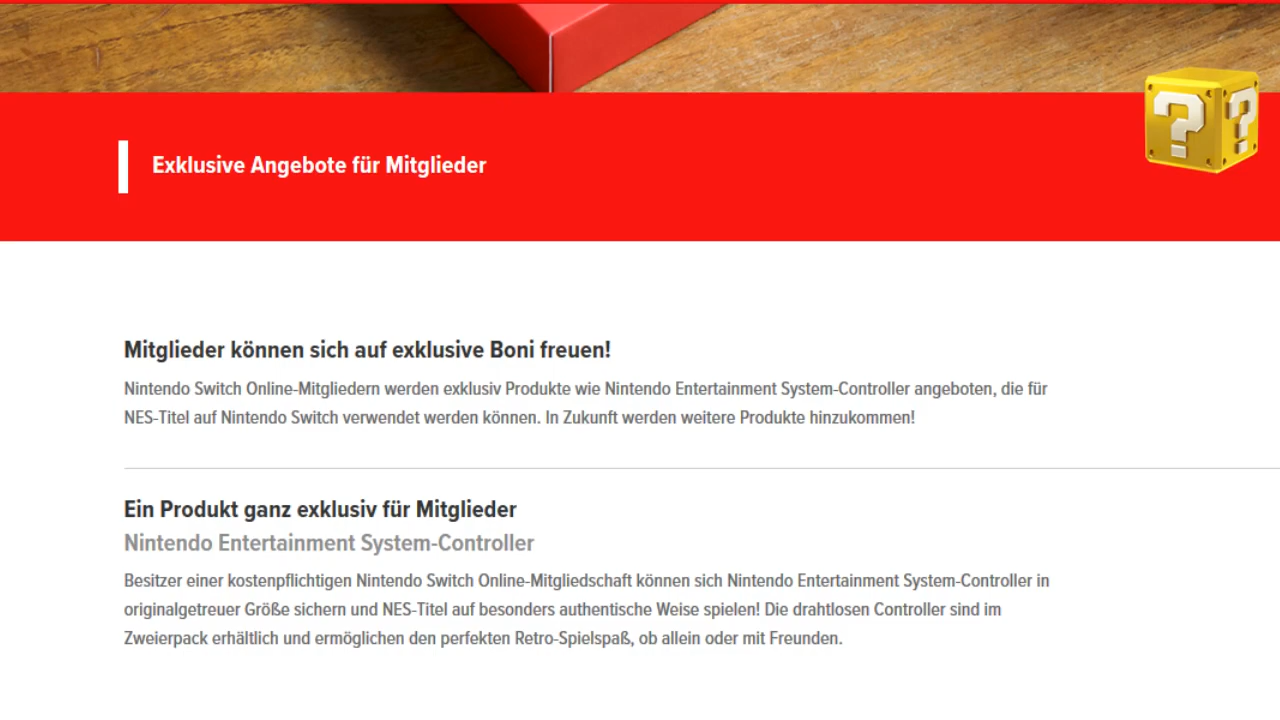 Exklusive Angebote für Mitglieder
Mitglieder können sich auf exklusive Boni freuen!
Nintendo Switch Online-Mitgliedern werden exklusiv Produkte wie Nintendo Entertainment System-Controller angeboten, die für
NES-Titel auf Nintendo Switch verwendet werden können. In Zukunft werden weitere Produkte hinzukommen!
Ein Produkt ganz exklusiv für Mitglieder
Nintendo Entertainment System-Controller
Besitzer einer kostenpflichtigen Nintendo Switch Online-Mitgliedschaft können sich Nintendo Entertainment System-Controller in
originalgetreuer Größe sichern und NES-Titel auf besonders authentische Weise spielen! Die drahtlosen Controller sind im
Zweierpack erhältlich und ermöglichen den perfekten Retro-Spielspaß, ob allein oder mit Freunden.